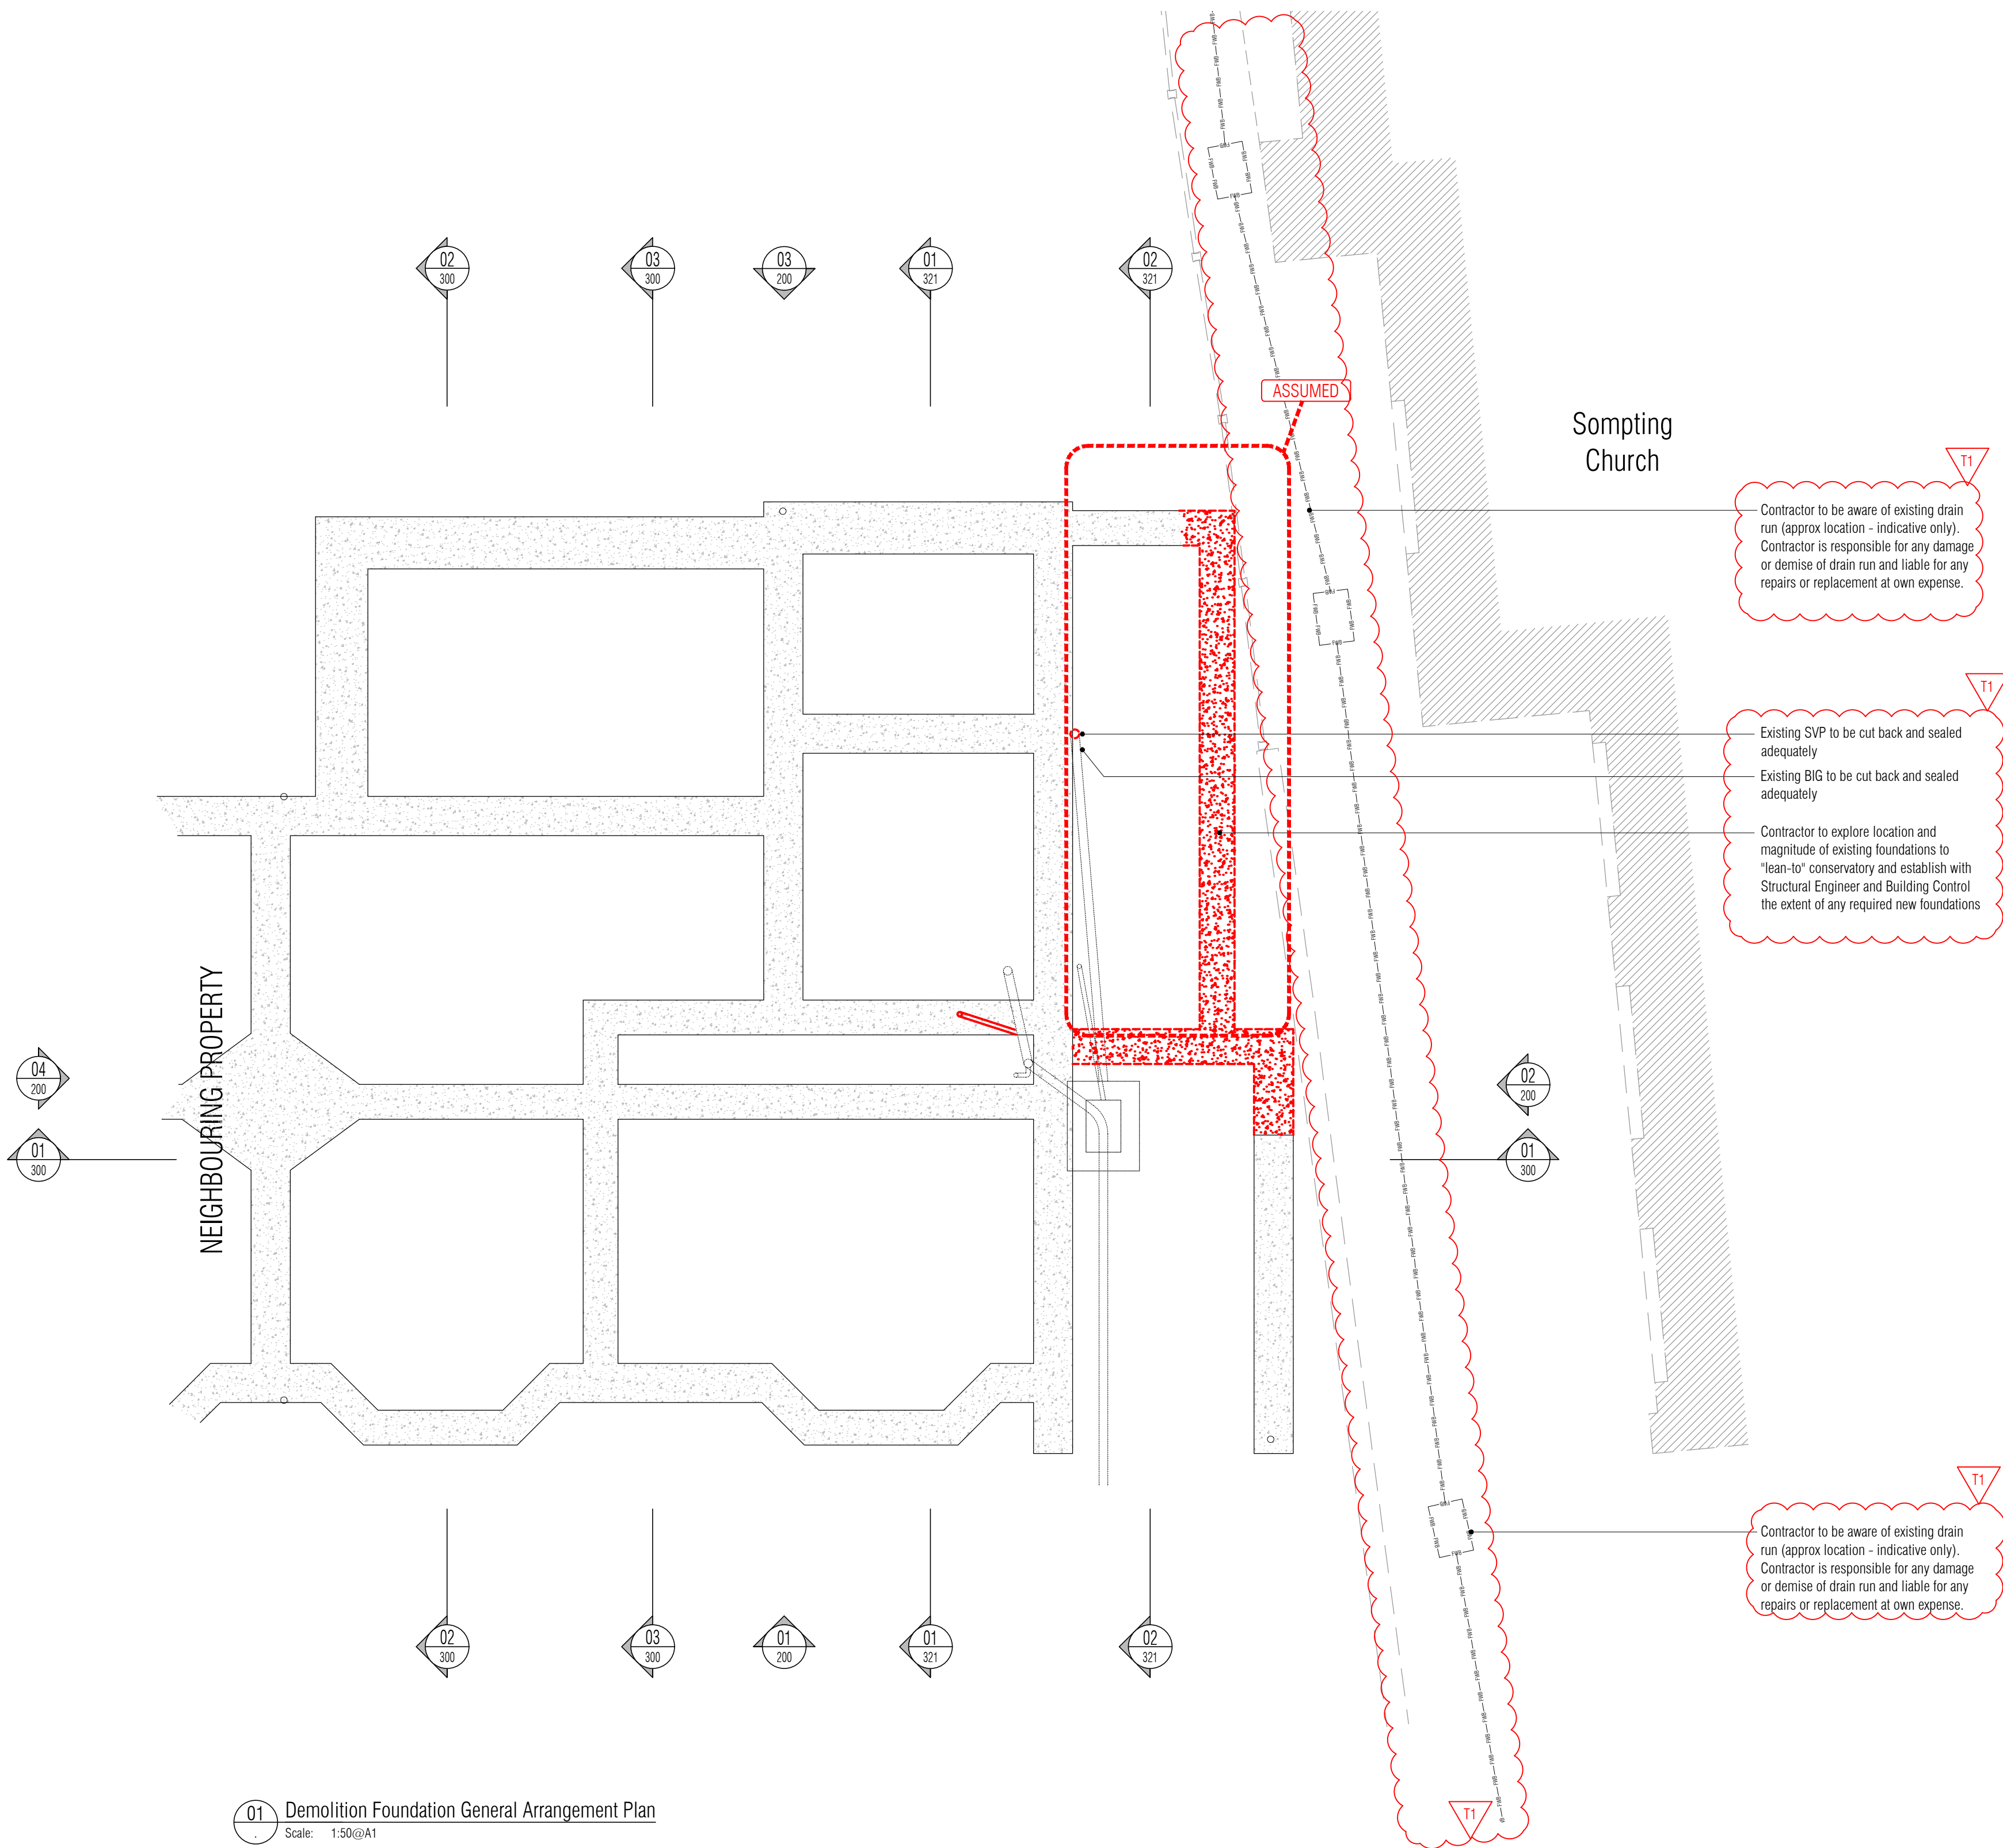 02
300
03
300
03
200
01
321
02
321
ASSUMED
Sompting
Church
T1
Contractor to be aware of existing drain
run (approx location - indicative only).
Contractor is responsible for any damage
or demise of drain run and liable for any
repairs or replacement at own expense.
T1
Existing SVP to be cut back and sealed
adequately
Existing BIG to be cut back and sealed
adequately
Contractor to explore location and
magnitude of existing foundations to
"lean-to" conservatory and establish with
Structural Engineer and Building Control
the extent of any required new foundations
NEIGHBOURING PROPERTY
04
200
01
300
02
200
01
300
FWB
T1
Contractor to be aware of existing drain
run (approx location - indicative only).
Contractor is responsible for any damage
or demise of drain run and liable for any
repairs or replacement at own expense.
02
300
03
300
01
200
01
321
02
321
T1
01
Demolition Foundation General Arrangement Plan
Scale: 1:50@A1